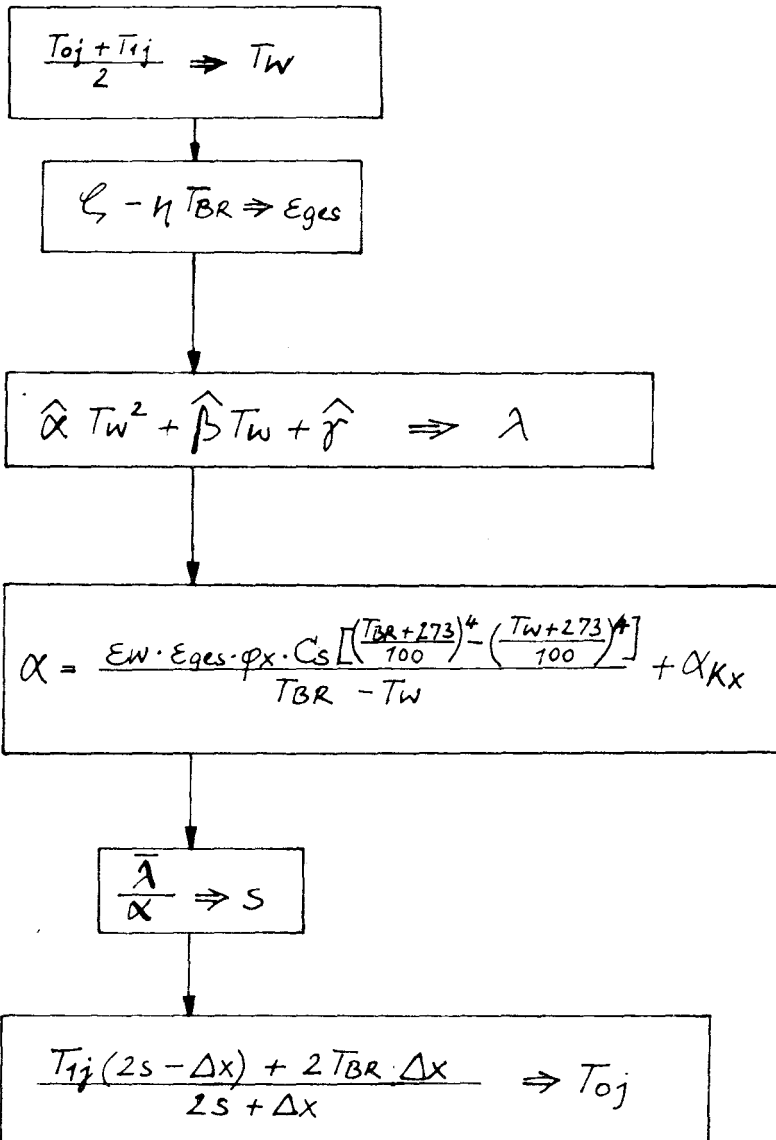 (T0j + T1j)/2 ⇒ Tw
ζ - η TBR ⇒ εges
α̂ Tw² + β̂ Tw + γ̂ ⇒ λ
α = εw · εges · φx · Cs [((TBR + 273)/100)⁴ - ((Tw + 273)/100)⁴] / (TBR - Tw) + αKx
λ̄/α ⇒ s
(T1j (2s - Δx) + 2 TBR · Δx)/(2s + Δx) ⇒ T0j